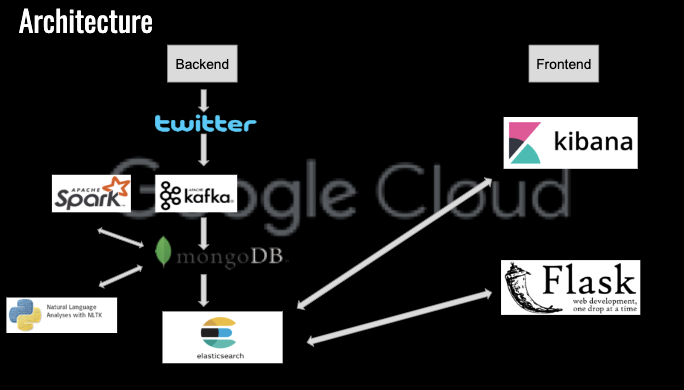 Architecture
Backend
Frontend
twitter
kibana
Google Cloud
APACHE
Spark
APACHE
kafka
mongoDB
Natural Language
Analyses with NLTK
Flask
web development,
one drop at a time
elasticsearch